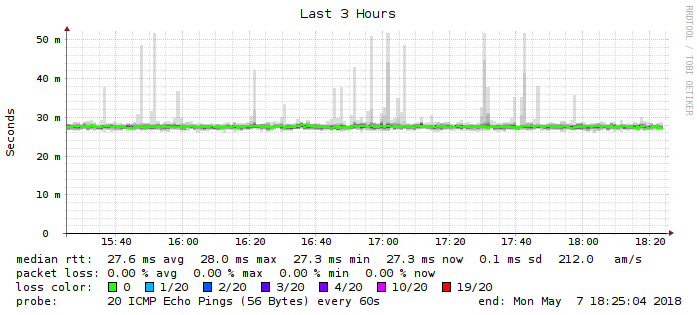 Last 3 Hours
RRDTOOL / TOBI OETIKER
Seconds
50 m
40 m
30 m
20 m
10 m
0
15:40 16:00 16:20 16:40 17:00 17:20 17:40 18:00 18:20
median rtt: 27.6 ms avg 28.0 ms max 27.3 ms min 27.3 ms now 0.1 ms sd 212.0 am/s
packet loss: 0.00 % avg 0.00 % max 0.00 % min 0.00 % now
loss color: 0 1/20 2/20 3/20 4/20 10/20 19/20
probe: 20 ICMP Echo Pings (56 Bytes) every 60s end: Mon May 7 18:25:04 2018